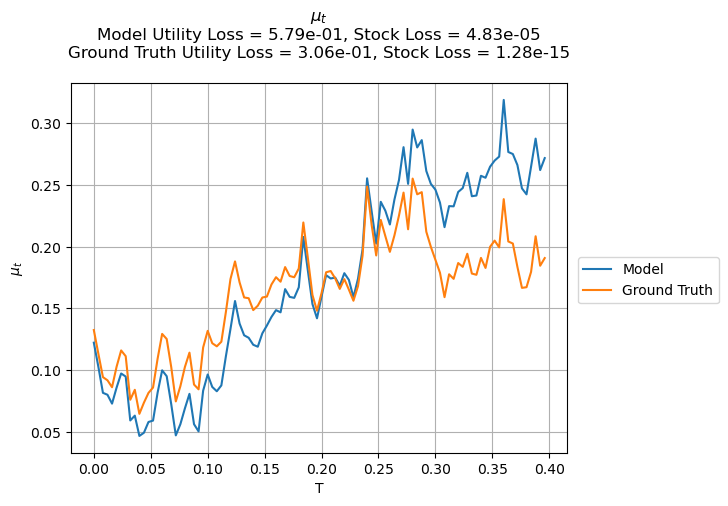 μₜ
Model Utility Loss = 5.79e-01, Stock Loss = 4.83e-05
Ground Truth Utility Loss = 3.06e-01, Stock Loss = 1.28e-15
0.30
0.25
0.20
0.15
0.10
0.05
μₜ
0.00 0.05 0.10 0.15 0.20 0.25 0.30 0.35 0.40
T
Model
Ground Truth